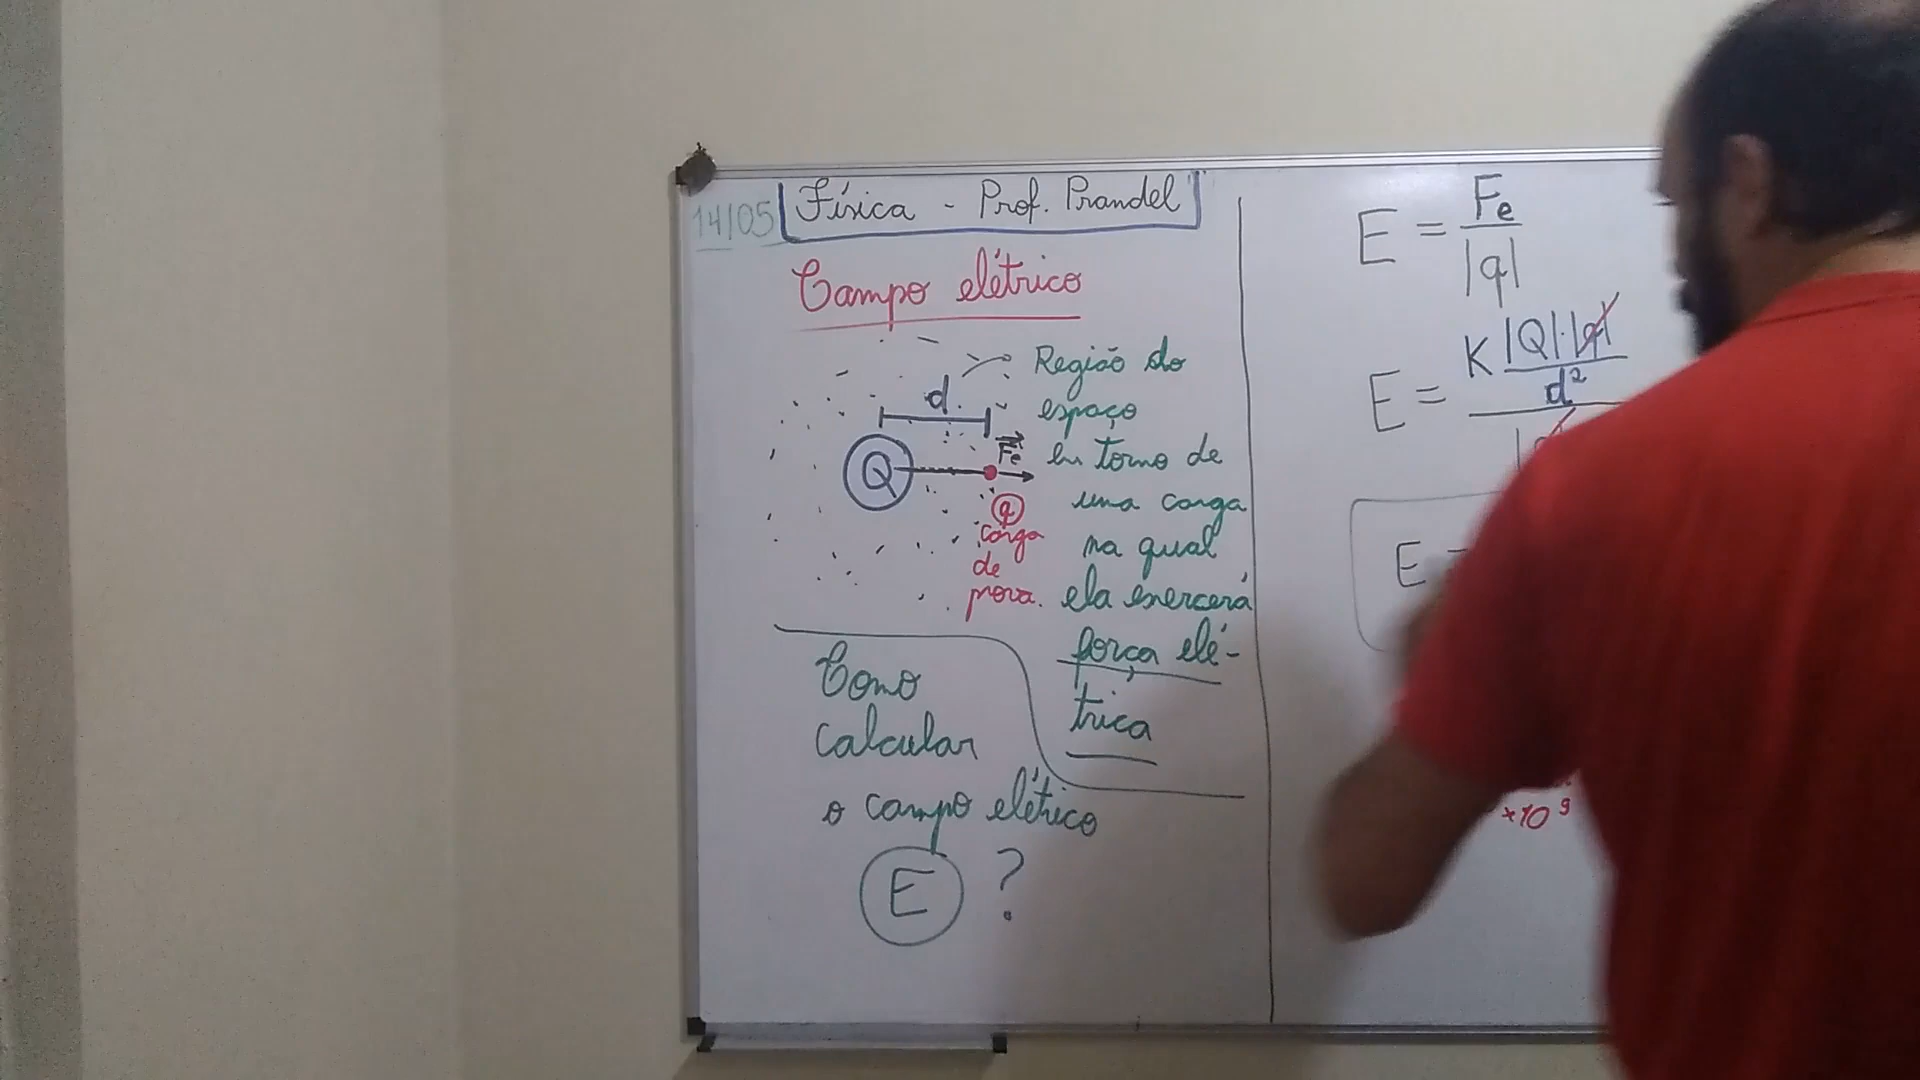 14/05 Física - Prof. Prandel
Campo elétrico
Região do
espaço
em torno de
uma carga
na qual
ela exercerá
força elé-
trica
d
Q
Fe
q
carga
de
prova.
Como
calcular
o campo elétrico
E ?
E = Fe
|q|
E = K |Q|.|q|
d²
E =
×10⁹